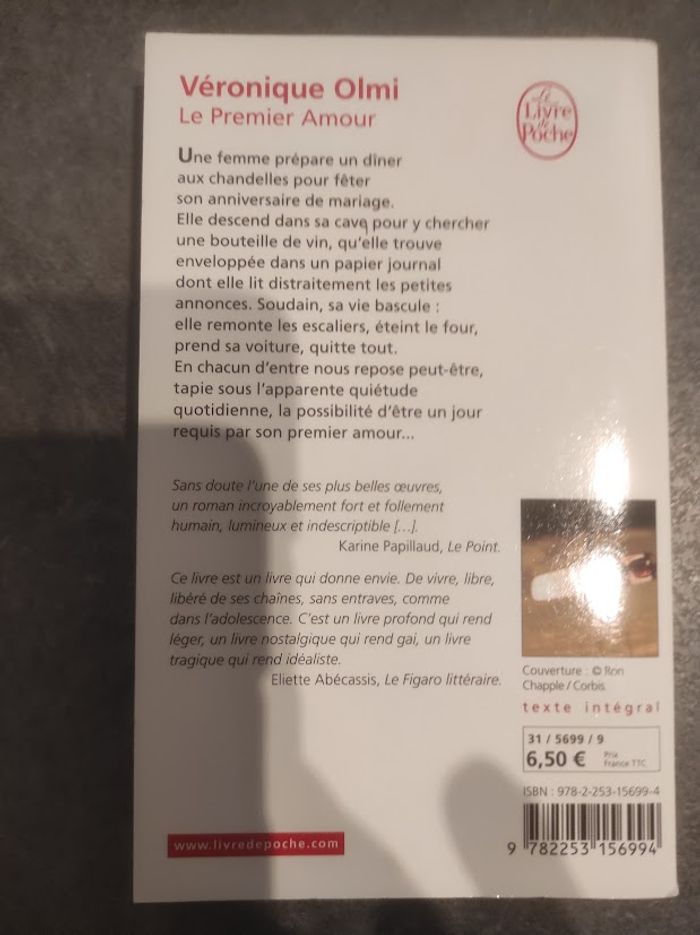 Véronique Olmi
Le Premier Amour
Le
Livre
de
Poche
Une femme prépare un dîner
aux chandelles pour fêter
son anniversaire de mariage.
Elle descend dans sa cave pour y chercher
une bouteille de vin, qu'elle trouve
enveloppée dans un papier journal
dont elle lit distraitement les petites
annonces. Soudain, sa vie bascule :
elle remonte les escaliers, éteint le four,
prend sa voiture, quitte tout.
En chacun d'entre nous repose peut-être,
tapie sous l'apparente quiétude
quotidienne, la possibilité d'être un jour
requis par son premier amour...
Sans doute l'une de ses plus belles œuvres,
un roman incroyablement fort et follement
humain, lumineux et indescriptible [...].
Karine Papillaud, Le Point.
Ce livre est un livre qui donne envie. De vivre, libre,
libéré de ses chaînes, sans entraves, comme
dans l'adolescence. C'est un livre profond qui rend
léger, un livre nostalgique qui rend gai, un livre
tragique qui rend idéaliste.
Eliette Abécassis, Le Figaro littéraire.
Couverture : © Ron
Chapple / Corbis.
texte intégral
31 / 5699 / 9
6,50 € Prix
France TTC
ISBN : 978-2-253-15699-4
9 782253 156994
www.livredepoche.com